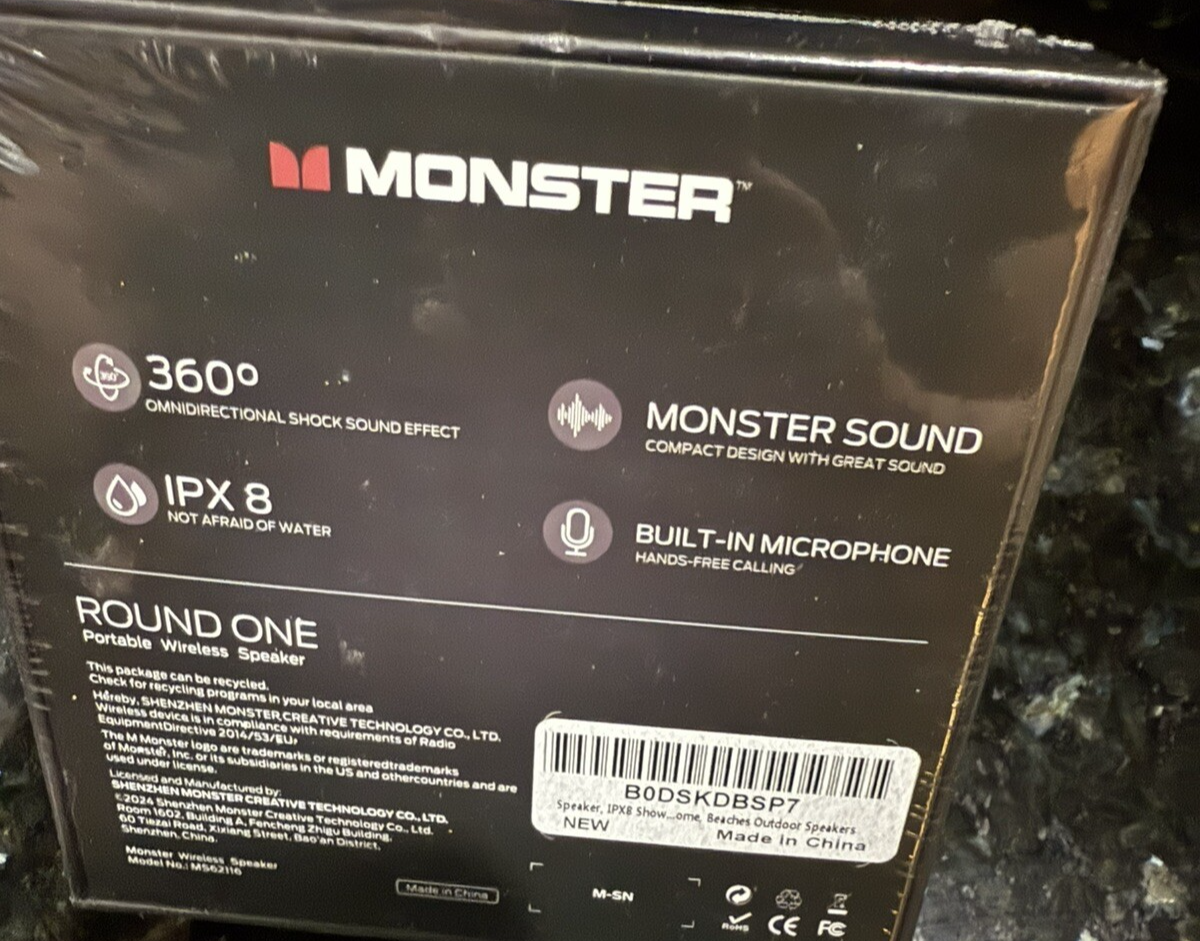 MONSTER™
360°
OMNIDIRECTIONAL SHOCK SOUND EFFECT
MONSTER SOUND
COMPACT DESIGN WITH GREAT SOUND
IPX 8
NOT AFRAID OF WATER
BUILT-IN MICROPHONE
HANDS-FREE CALLING
ROUND ONE
Portable Wireless Speaker
This package can be recycled.
Check for recycling programs in your local area
Hereby, SHENZHEN MONSTER CREATIVE TECHNOLOGY CO., LTD.
Wireless device is in compliance with requirements of Radio
EquipmentDirective 2014/53/EU,
The M Monster logo are trademarks or registeredtrademarks
of Monster, Inc. or its subsidiaries in the US and othercountries and are
used under license.
Licensed and Manufactured by:
SHENZHEN MONSTER CREATIVE TECHNOLOGY CO., LTD.
©2024 Shenzhen Monster Creative Technology Co., Ltd.
Room 1602, Building A, Fencheng Zhigu Building,
60 Tiezai Road, Xixiang Street, Bao'an District,
Shenzhen, China.
Monster Wireless Speaker
Model No.: MS62116
Made in China
B0DSKDBSP7
Speaker, IPX8 Show...ome, Beaches Outdoor Speakers
NEW
Made in China
M-SN
RoHS
CE
FC